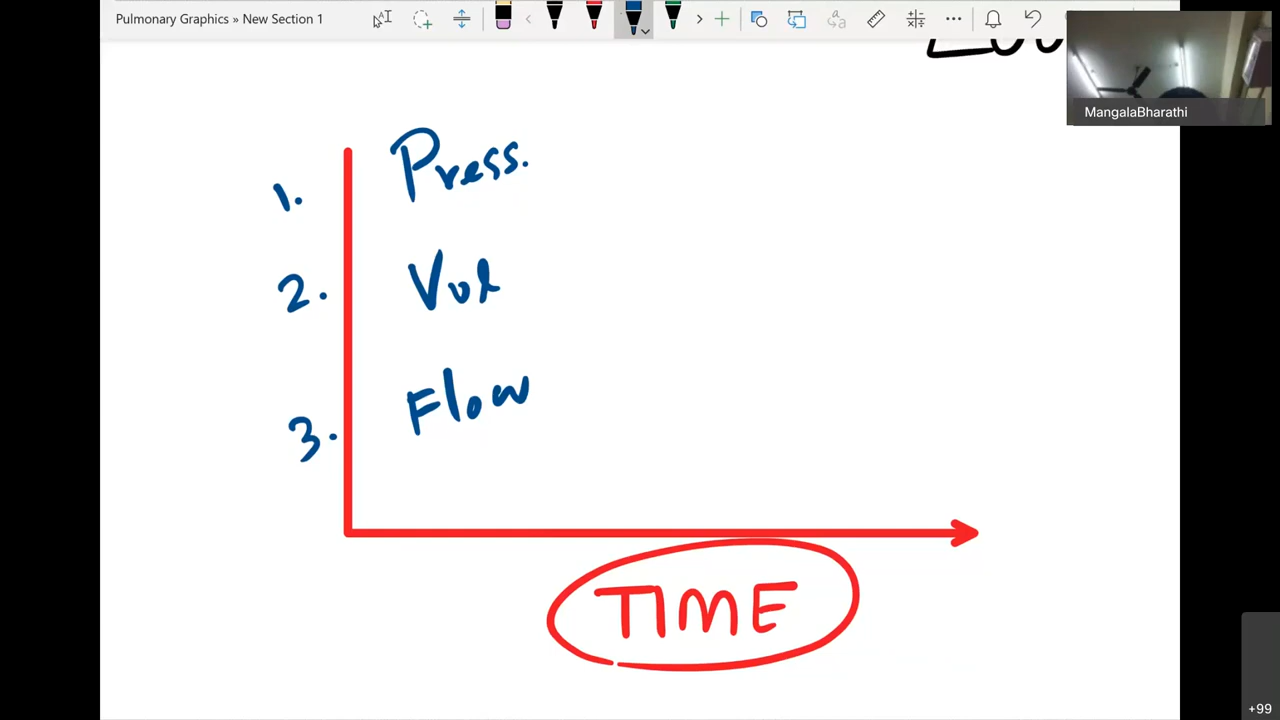 Pulmonary Graphics » New Section 1
MangalaBharathi
1. Press.
2. Vol
3. Flow
TIME
+99